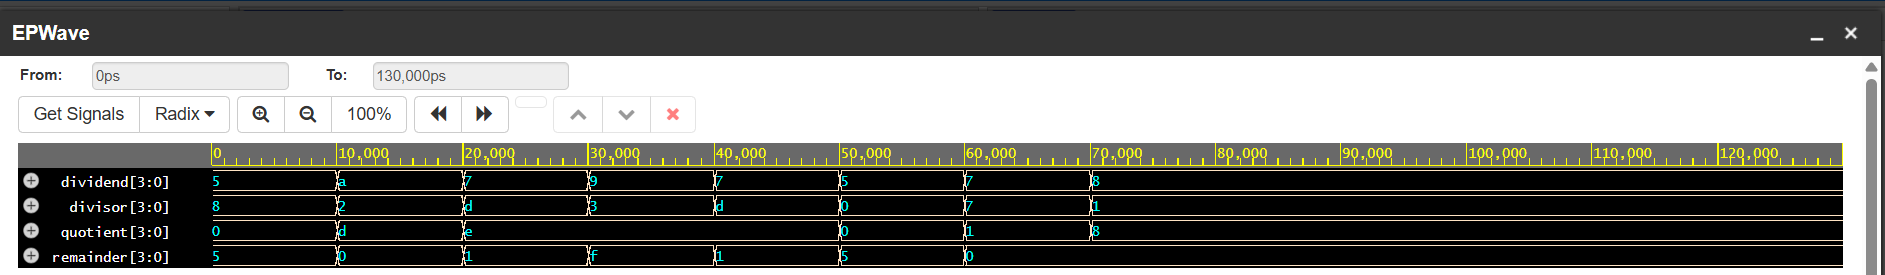 EPWave
From: 0ps To: 130,000ps
Get Signals Radix 100%
0 10,000 20,000 30,000 40,000 50,000 60,000 70,000 80,000 90,000 100,000 110,000 120,000
dividend[3:0] 5 a 7 9 7 5 7 8
divisor[3:0] 8 2 d 3 d 0 7 1
quotient[3:0] 0 d e 0 1 8
remainder[3:0] 5 0 1 f 1 5 0